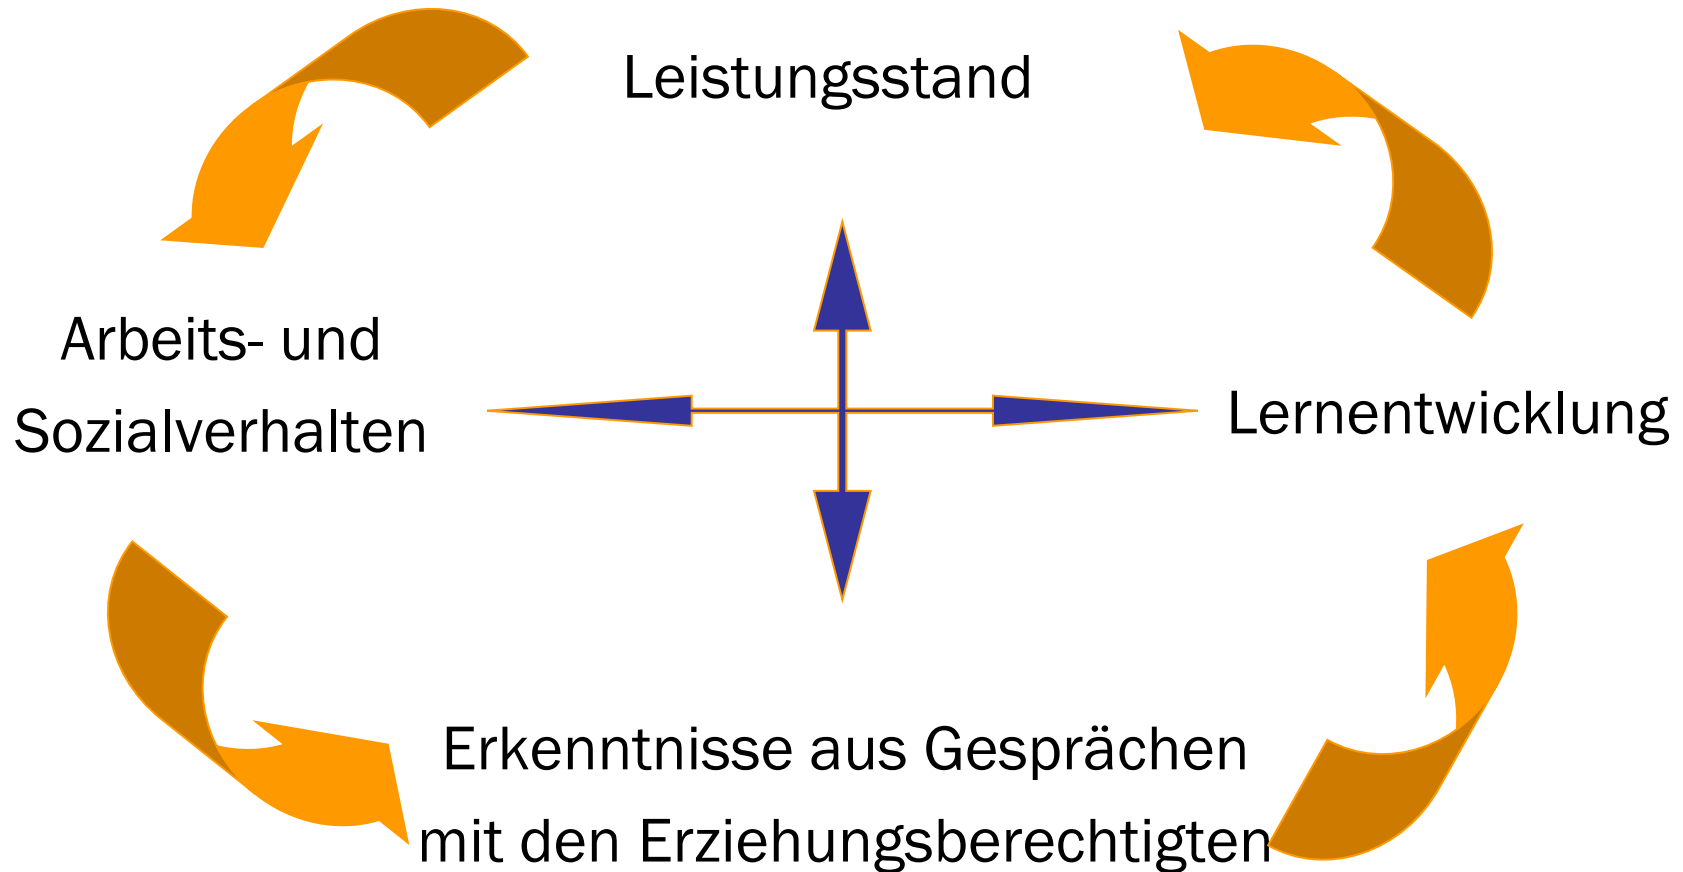 Leistungsstand
Arbeits- und
Sozialverhalten
Lernentwicklung
Erkenntnisse aus Gesprächen
mit den Erziehungsberechtigten